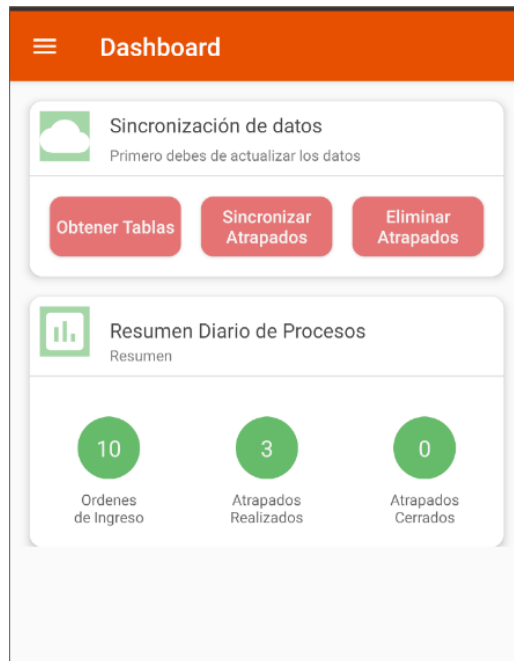 Dashboard
Sincronización de datos
Primero debes de actualizar los datos
Obtener Tablas
Sincronizar
Atrapados
Eliminar
Atrapados
Resumen Diario de Procesos
Resumen
10
3
0
Ordenes
de Ingreso
Atrapados
Realizados
Atrapados
Cerrados